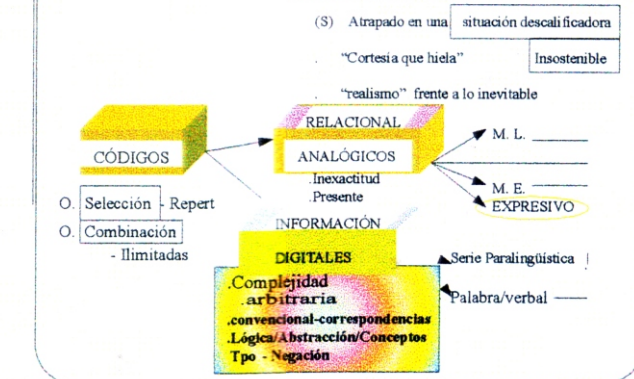 (S) Atrapado en una situación descalificadora
. "Cortesía que hiela" Insostenible
. "realismo" frente a lo inevitable
RELACIONAL
CÓDIGOS
ANALÓGICOS
.Inexactitud
.Presente
M. L.
M. E.
EXPRESIVO
O. Selección - Repert
O. Combinación
- Ilimitadas
INFORMACIÓN
DIGITALES
.Complejidad
.arbitraria
.convencional-correspondencias
.Lógica/Abstracción/Conceptos
Tpo - Negación
Serie Paralingüística
Palabra/verbal